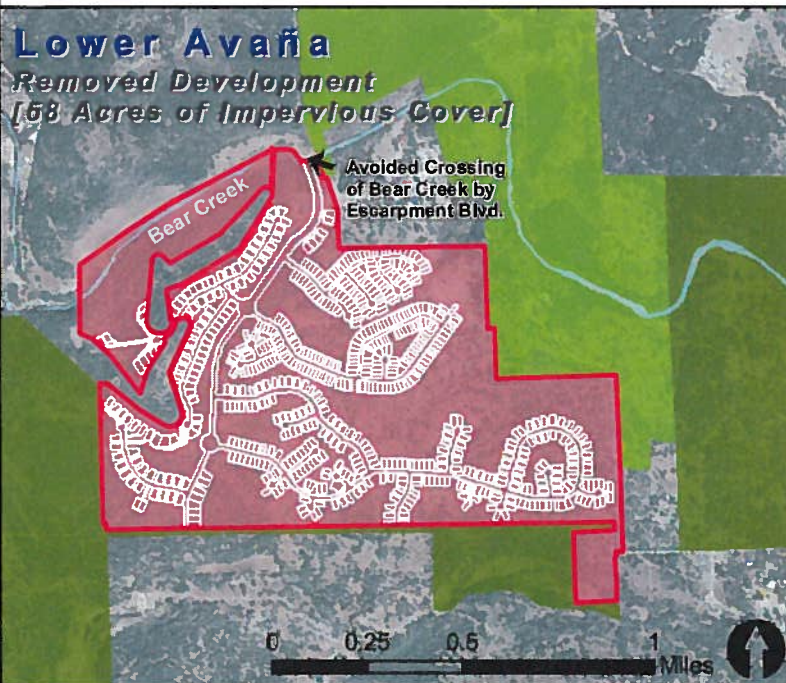 Lower Avaña
Removed Development
[68 Acres of Impervious Cover]
Avoided Crossing
of Bear Creek by
Escarpment Blvd.
Bear Creek
0 0.25 0.5 1
Miles